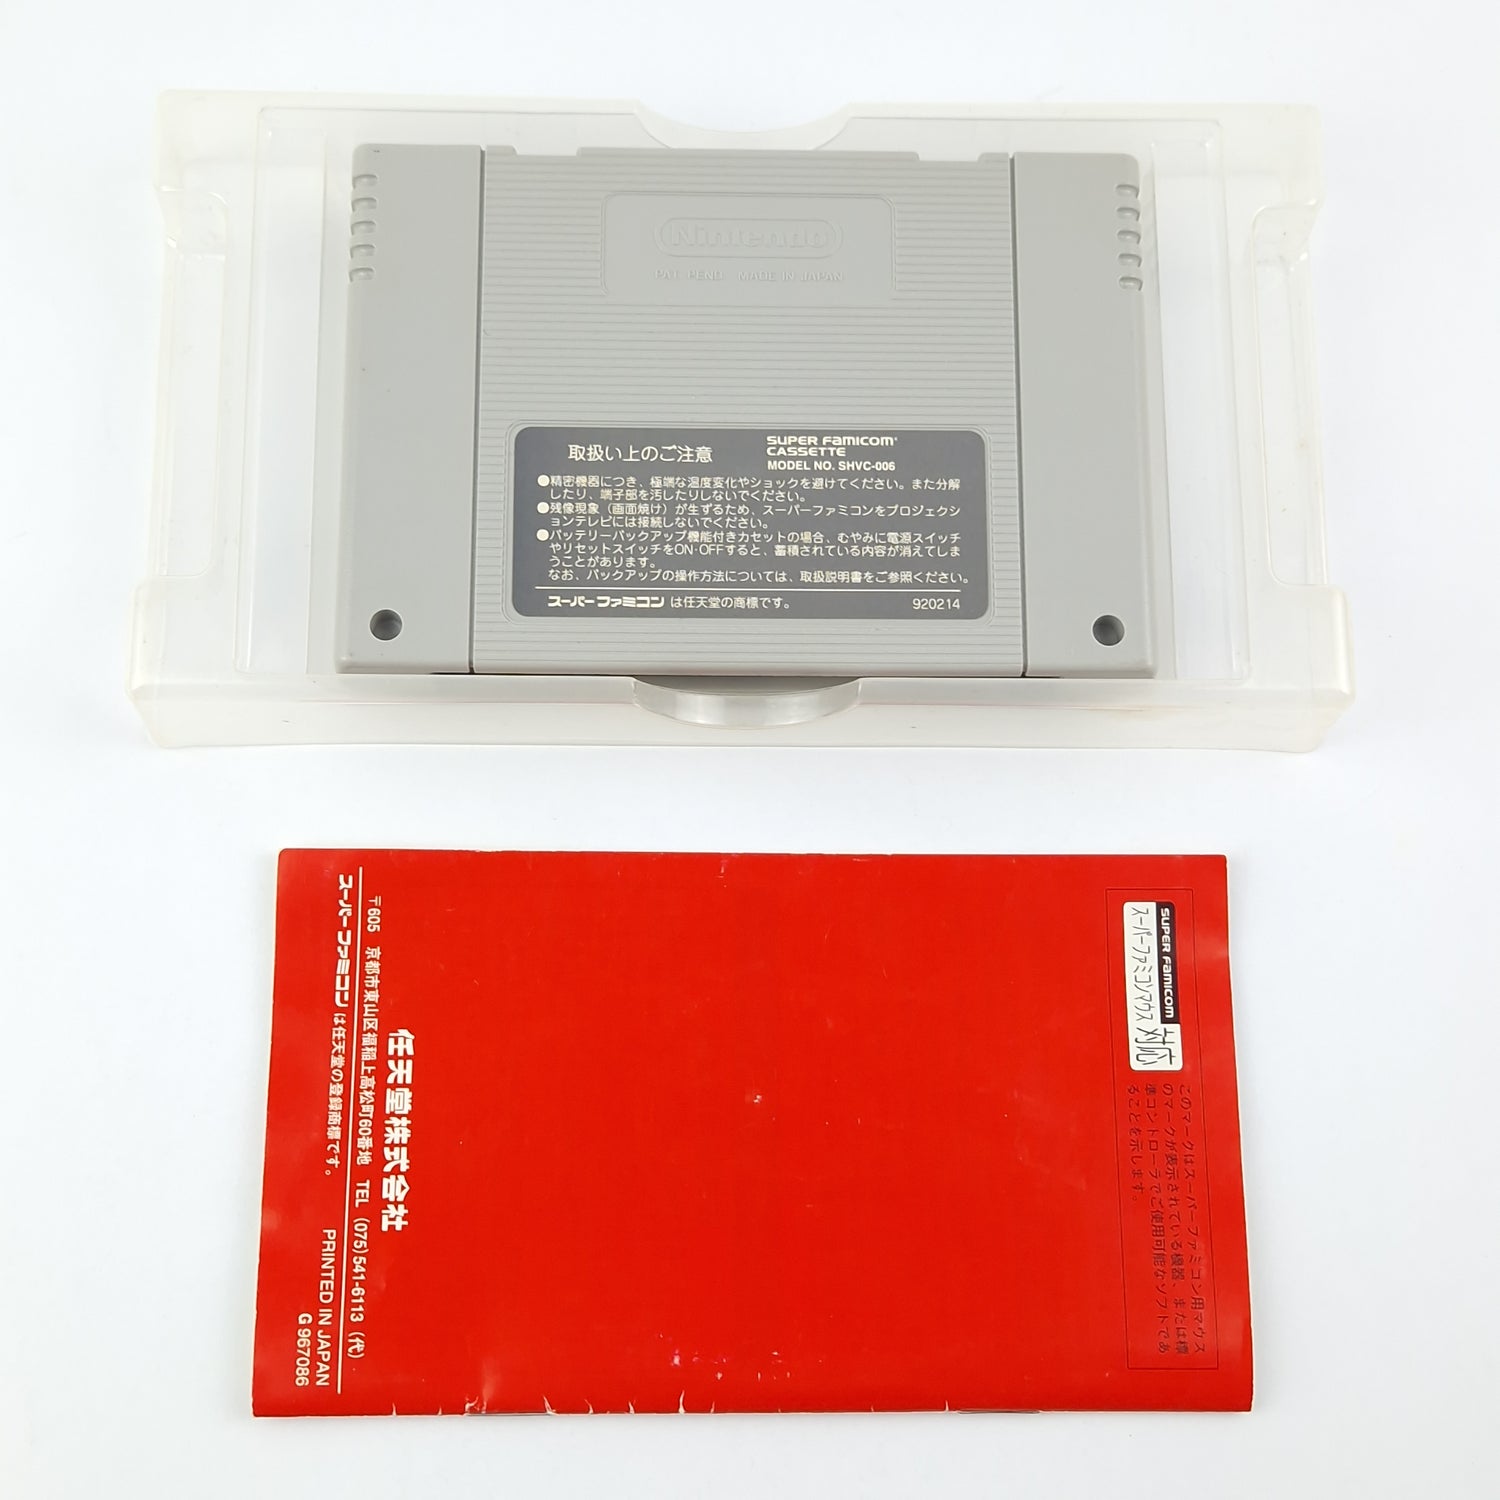 Nintendo
PAT. PEND. MADE IN JAPAN
取扱い上のご注意
SUPER FAMICOM
CASSETTE
MODEL NO. SHVC-006
●精密機器につき、極端な温度変化やショックを避けてください。また分解
したり、端子部を汚したりしないでください。
●残像現象（画面焼け）が生ずるため、スーパーファミコンをプロジェクシ
ョンテレビには接続しないでください。
●バッテリーバックアップ機能付きカセットの場合、むやみに電源スイッチ
やリセットスイッチをON・OFFすると、蓄積されている内容が消えてしま
うことがあります。
なお、バックアップの操作方法については、取扱説明書をご参照ください。
スーパーファミコン は任天堂の商標です。
920214
SUPER FAMICOM
スーパーファミコンマウス 対応
このマークはスーパーファミコン用マウス
のマークが表示されている機器、または標
準コントローラでご使用可能なソフトであ
ることを示します。
任天堂株式会社
〒605 京都市東山区福稲上高松町60番地 TEL (075)541-6113 (代)
スーパーファミコン は任天堂の登録商標です。
PRINTED IN JAPAN
G 967086